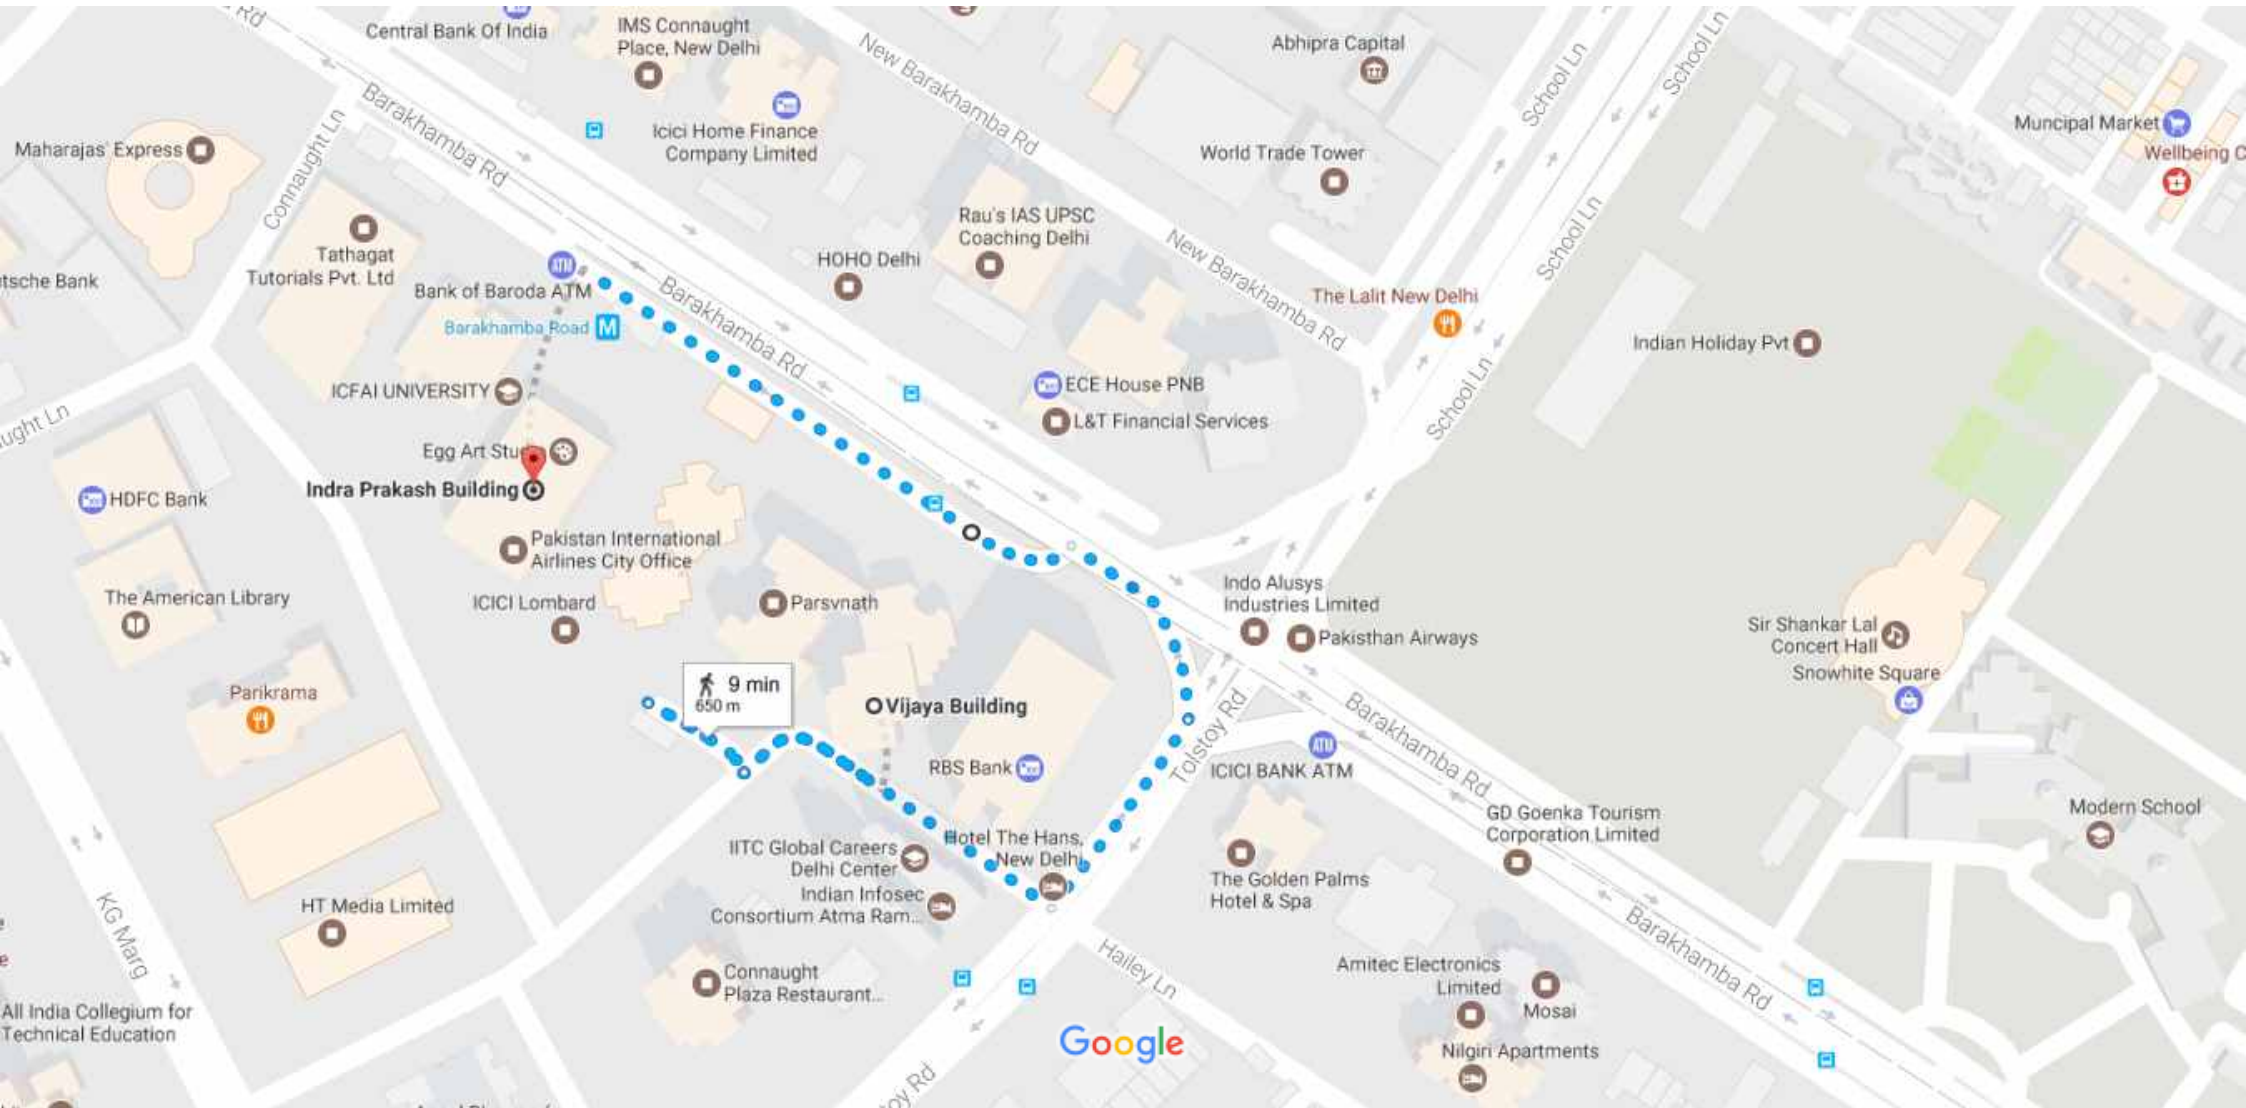 Rd
Central Bank Of India
IMS Connaught
Place, New Delhi
New Barakhamba Rd
Abhipra Capital
School Ln
School Ln
Barakhamba Rd
Connaught Ln
Maharajas' Express
Icici Home Finance
Company Limited
World Trade Tower
Muncipal Market
Wellbeing C
Tathagat
Tutorials Pvt. Ltd
Rau's IAS UPSC
Coaching Delhi
New Barakhamba Rd
School Ln
tsche Bank
ATM
Bank of Baroda ATM
HOHO Delhi
Barakhamba Rd
The Lalit New Delhi
Barakhamba Road M
Indian Holiday Pvt
ICFAI UNIVERSITY
ECE House PNB
L&T Financial Services
School Ln
ught Ln
Egg Art Stu
Indra Prakash Building
HDFC Bank
Pakistan International
Airlines City Office
The American Library
ICICI Lombard
Parsvnath
Indo Alusys
Industries Limited
Pakisthan Airways
Sir Shankar Lal
Concert Hall
Snowhite Square
Parikrama
9 min
650 m
Vijaya Building
Tolstoy Rd
Barakhamba Rd
RBS Bank
ATM
ICICI BANK ATM
GD Goenka Tourism
Corporation Limited
Modern School
Hotel The Hans,
New Delhi
IITC Global Careers
Delhi Center
Indian Infosec
Consortium Atma Ram...
The Golden Palms
Hotel & Spa
HT Media Limited
KG Marg
Barakhamba Rd
Hailey Ln
Connaught
Plaza Restaurant...
Amitec Electronics
Limited
Mosai
All India Collegium for
Technical Education
Google
Nilgiri Apartments
oy Rd